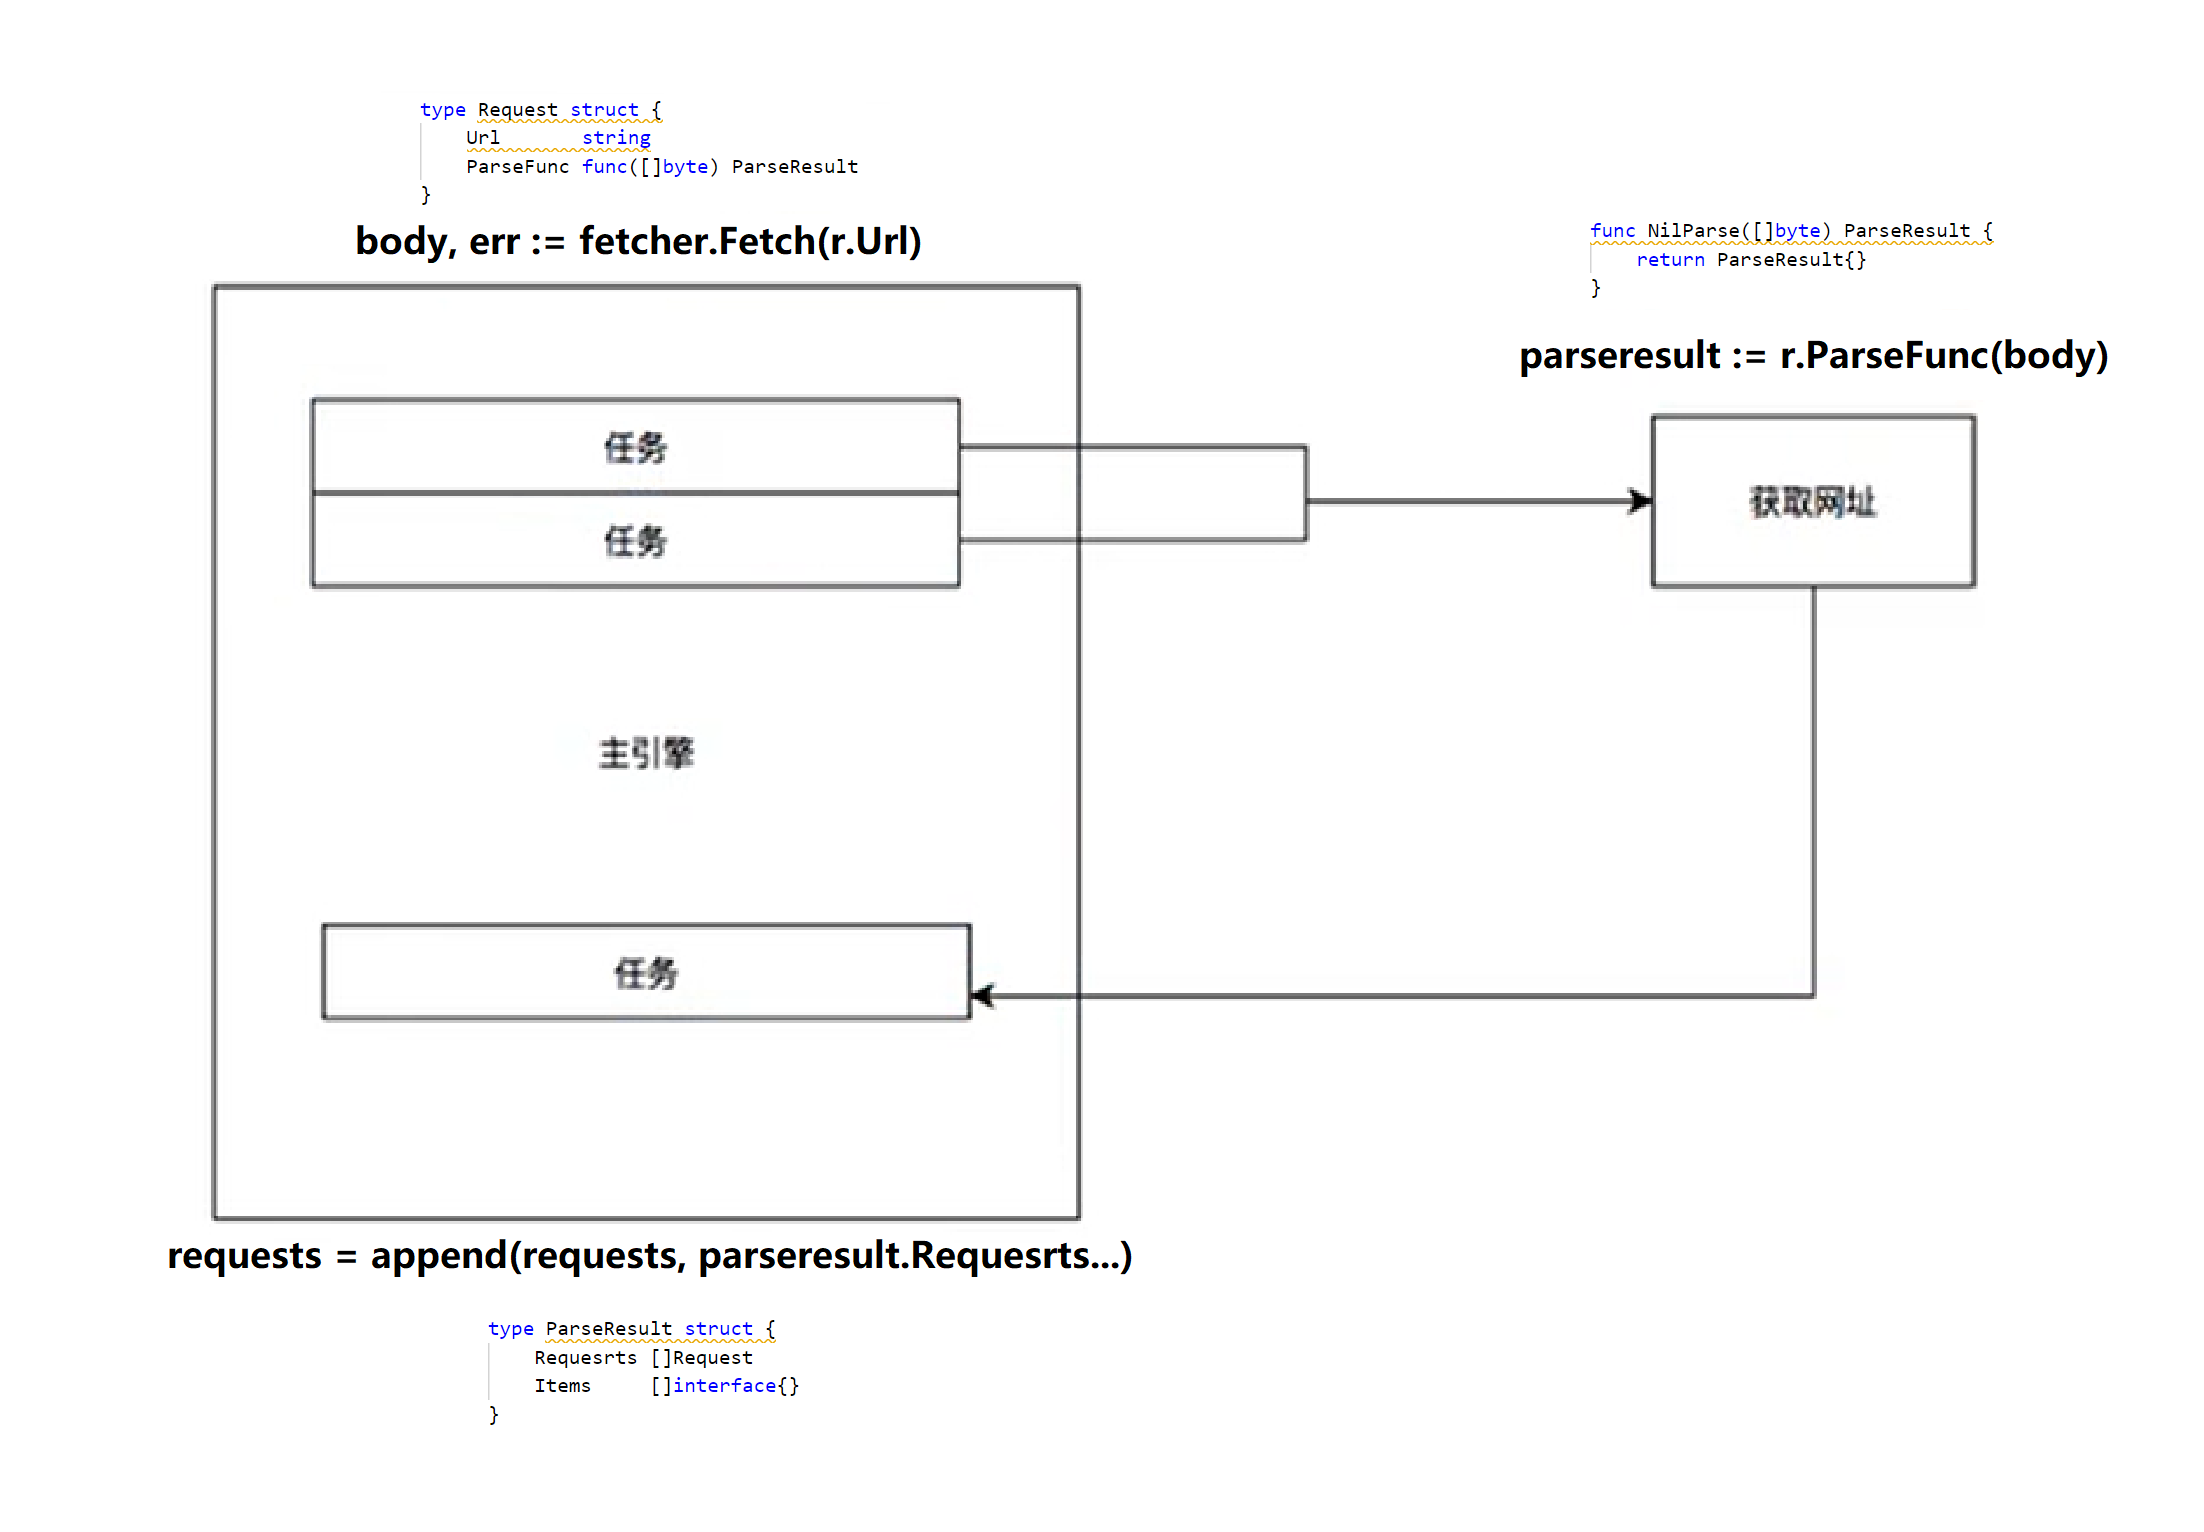 type Request struct {
    Url       string
    ParseFunc func([]byte) ParseResult
}
body, err := fetcher.Fetch(r.Url)
func NilParse([]byte) ParseResult {
    return ParseResult{}
}
parseresult := r.ParseFunc(body)
任务
任务
获取网址
主引擎
任务
requests = append(requests, parseresult.Requesrts...)
type ParseResult struct {
    Requesrts []Request
    Items     []interface{}
}